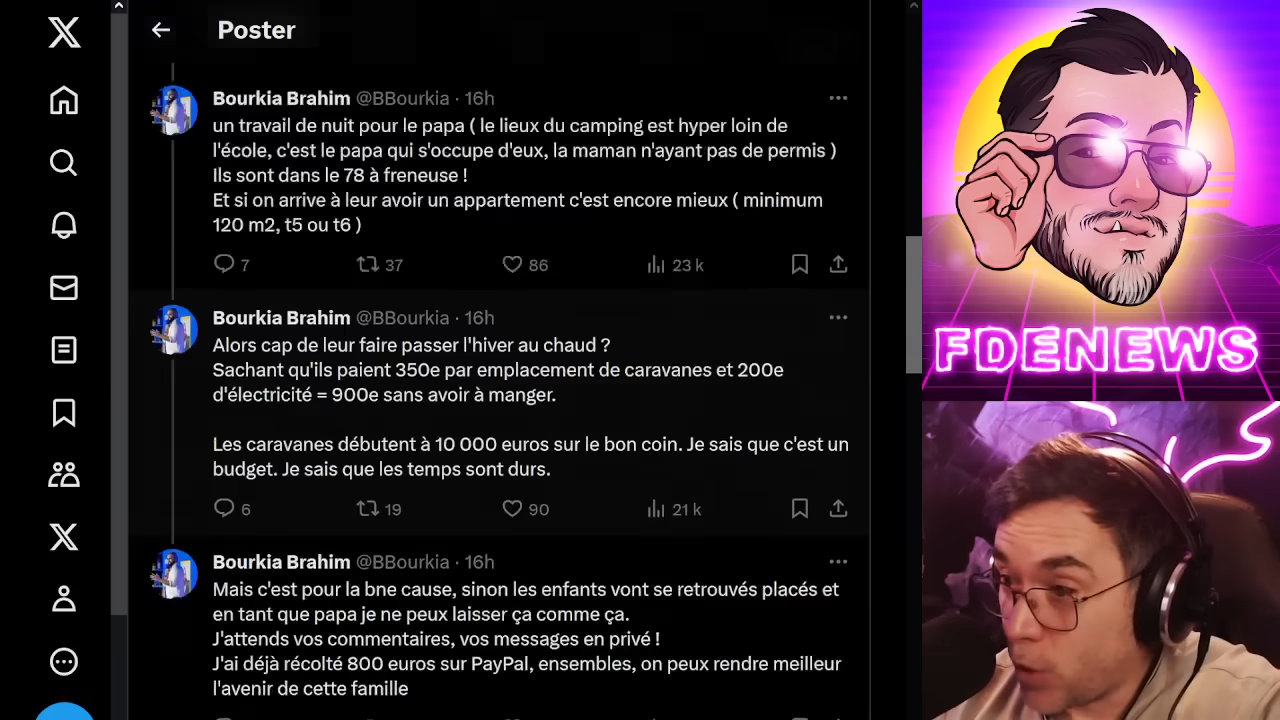 Poster
Bourkia Brahim @BBourkia · 16h
un travail de nuit pour le papa ( le lieux du camping est hyper loin de
l'école, c'est le papa qui s'occupe d'eux, la maman n'ayant pas de permis )
Ils sont dans le 78 à freneuse !
Et si on arrive à leur avoir un appartement c'est encore mieux ( minimum
120 m2, t5 ou t6 )
7 37 86 23 k
Bourkia Brahim @BBourkia · 16h
Alors cap de leur faire passer l'hiver au chaud ?
Sachant qu'ils paient 350e par emplacement de caravanes et 200e
d'électricité = 900e sans avoir à manger.
Les caravanes débutent à 10 000 euros sur le bon coin. Je sais que c'est un
budget. Je sais que les temps sont durs.
6 19 90 21 k
Bourkia Brahim @BBourkia · 16h
Mais c'est pour la bne cause, sinon les enfants vont se retrouvés placés et
en tant que papa je ne peux laisser ça comme ça.
J'attends vos commentaires, vos messages en privé !
J'ai déjà récolté 800 euros sur PayPal, ensembles, on peux rendre meilleur
l'avenir de cette famille
FDENEWS